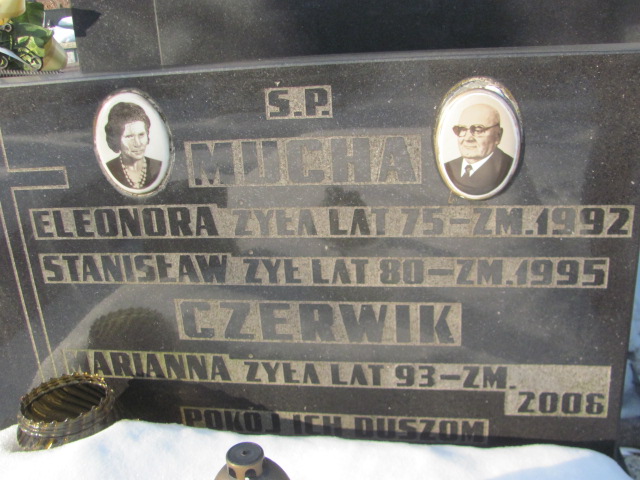 S.P.
MUCHA
ELEONORA ŻYŁA LAT 75-ZM.1992
STANISŁAW ŻYŁ LAT 80-ZM.1995
CZERWIK
MARIANNA ŻYŁA LAT 93-ZM.
2008
POKÓJ ICH DUSZOM